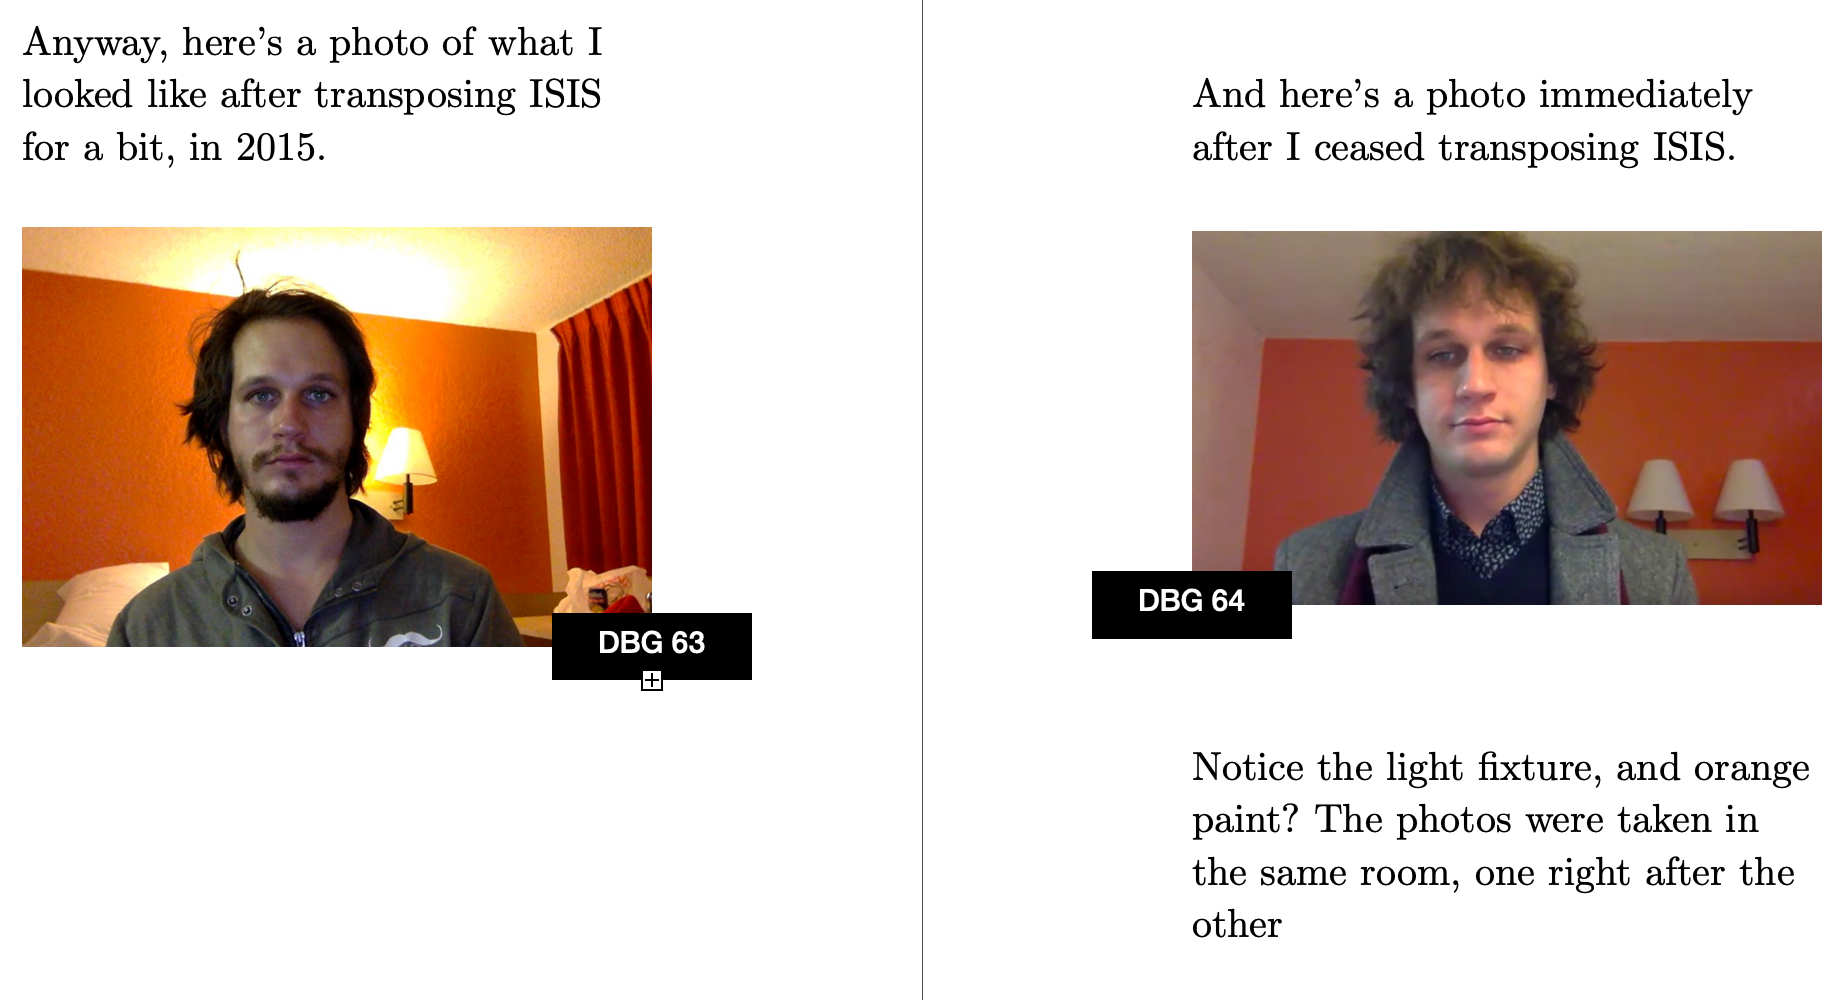 Anyway, here's a photo of what I
looked like after transposing ISIS
for a bit, in 2015.
DBG 63
And here's a photo immediately
after I ceased transposing ISIS.
DBG 64
Notice the light fixture, and orange
paint? The photos were taken in
the same room, one right after the
other